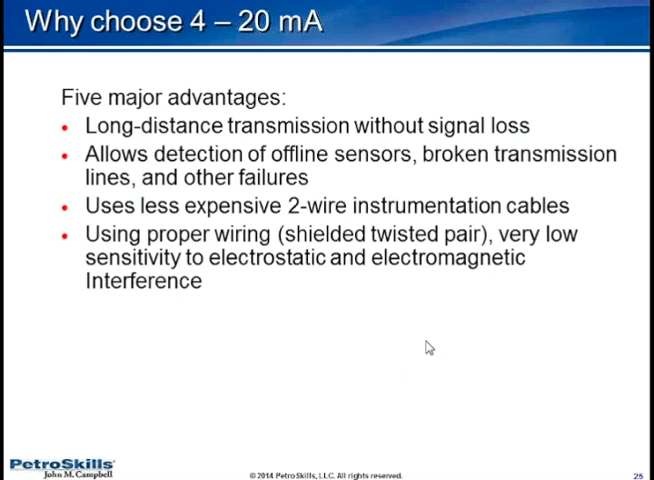 Why choose 4 – 20 mA
Five major advantages:
• Long-distance transmission without signal loss
• Allows detection of offline sensors, broken transmission
lines, and other failures
• Uses less expensive 2-wire instrumentation cables
• Using proper wiring (shielded twisted pair), very low
sensitivity to electrostatic and electromagnetic
Interference
PetroSkills
John M. Campbell
© 2014 PetroSkills, LLC. All rights reserved.
25